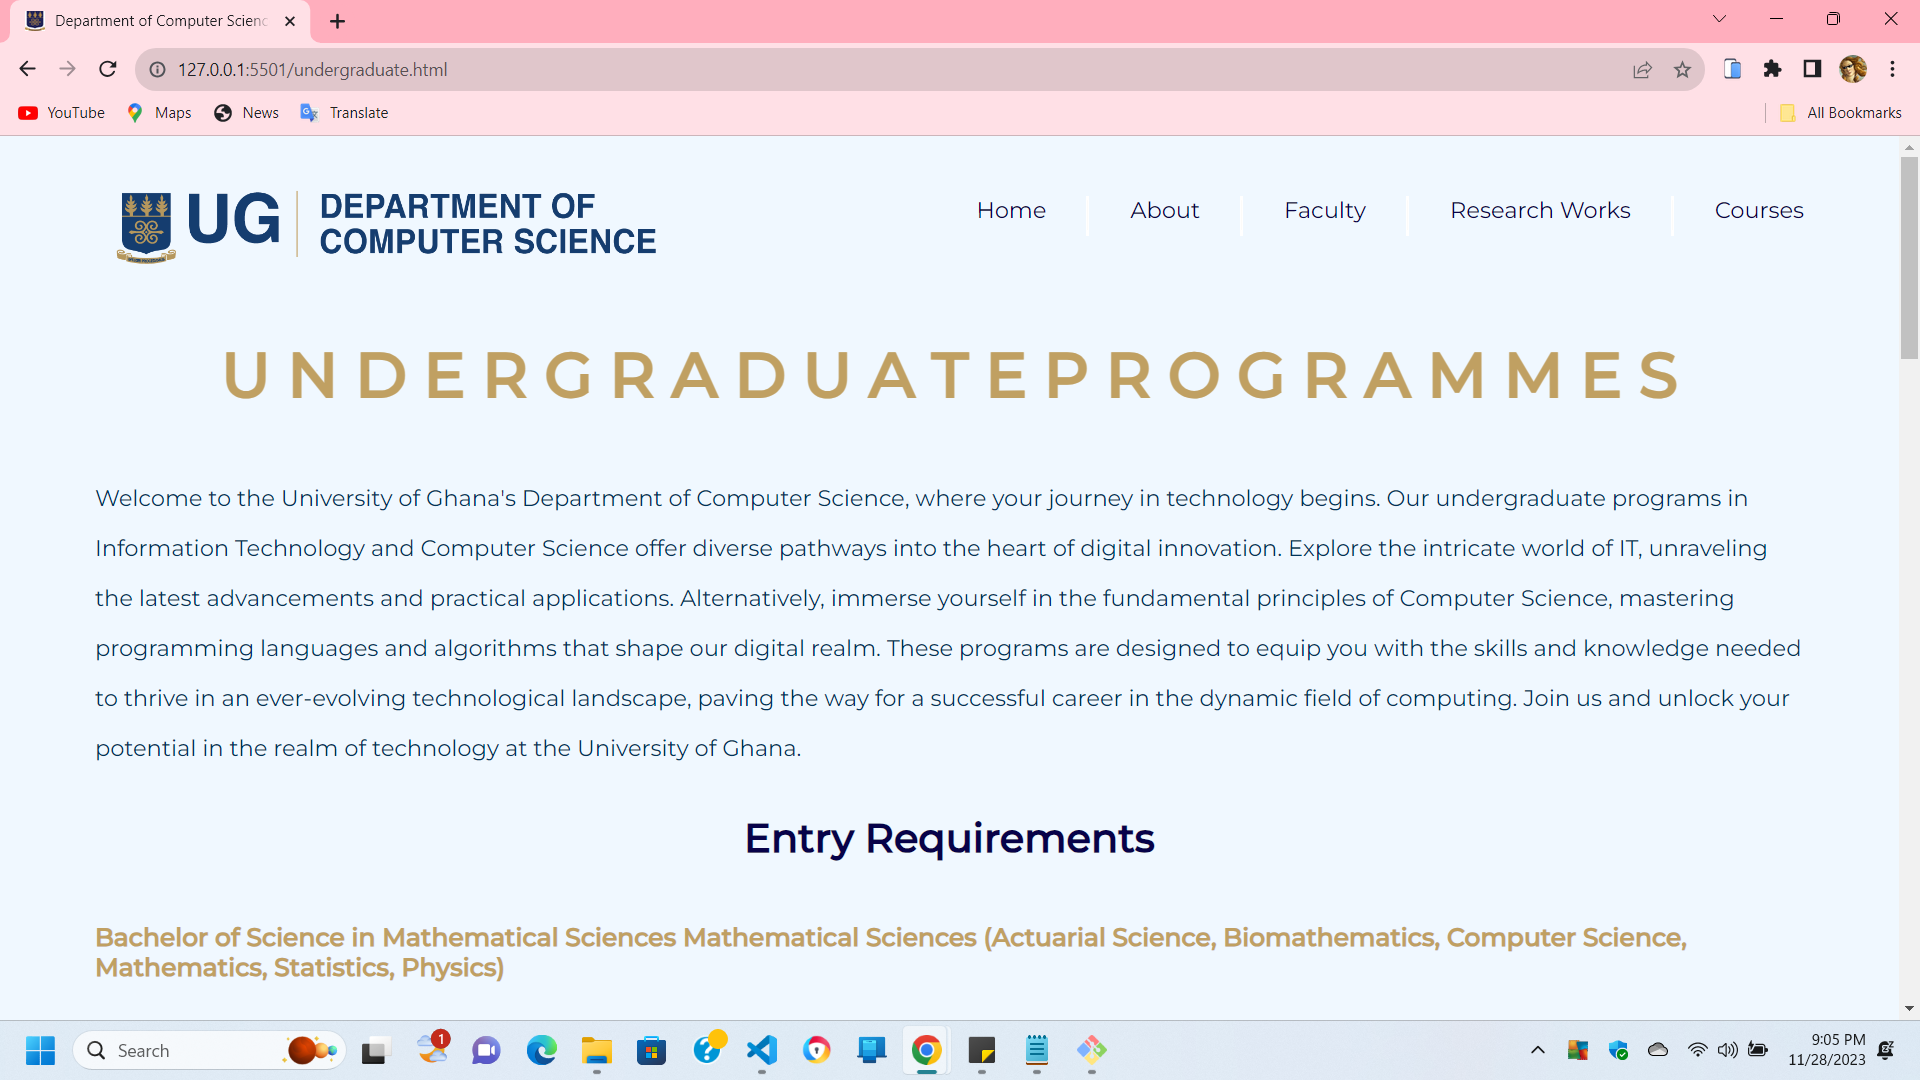 Department of Computer Scienc
127.0.0.1:5501/undergraduate.html
YouTube
Maps
News
Translate
All Bookmarks
UG
DEPARTMENT OF
COMPUTER SCIENCE
Home
About
Faculty
Research Works
Courses
UNDERGRADUATEPROGRAMMES
Welcome to the University of Ghana's Department of Computer Science, where your journey in technology begins. Our undergraduate programs in
Information Technology and Computer Science offer diverse pathways into the heart of digital innovation. Explore the intricate world of IT, unraveling
the latest advancements and practical applications. Alternatively, immerse yourself in the fundamental principles of Computer Science, mastering
programming languages and algorithms that shape our digital realm. These programs are designed to equip you with the skills and knowledge needed
to thrive in an ever-evolving technological landscape, paving the way for a successful career in the dynamic field of computing. Join us and unlock your
potential in the realm of technology at the University of Ghana.
Entry Requirements
Bachelor of Science in Mathematical Sciences Mathematical Sciences (Actuarial Science, Biomathematics, Computer Science,
Mathematics, Statistics, Physics)
Search
1
9:05 PM
11/28/2023